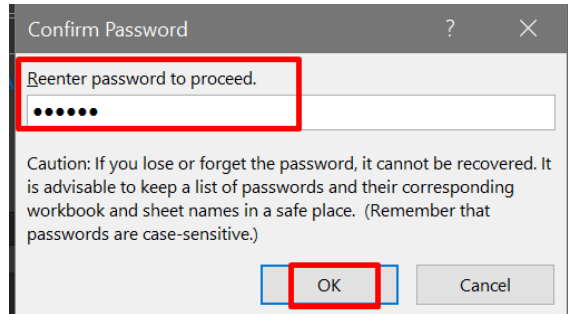 Confirm Password ? ×
Reenter password to proceed.
••••••
Caution: If you lose or forget the password, it cannot be recovered. It
is advisable to keep a list of passwords and their corresponding
workbook and sheet names in a safe place.  (Remember that
passwords are case-sensitive.)
OK Cancel